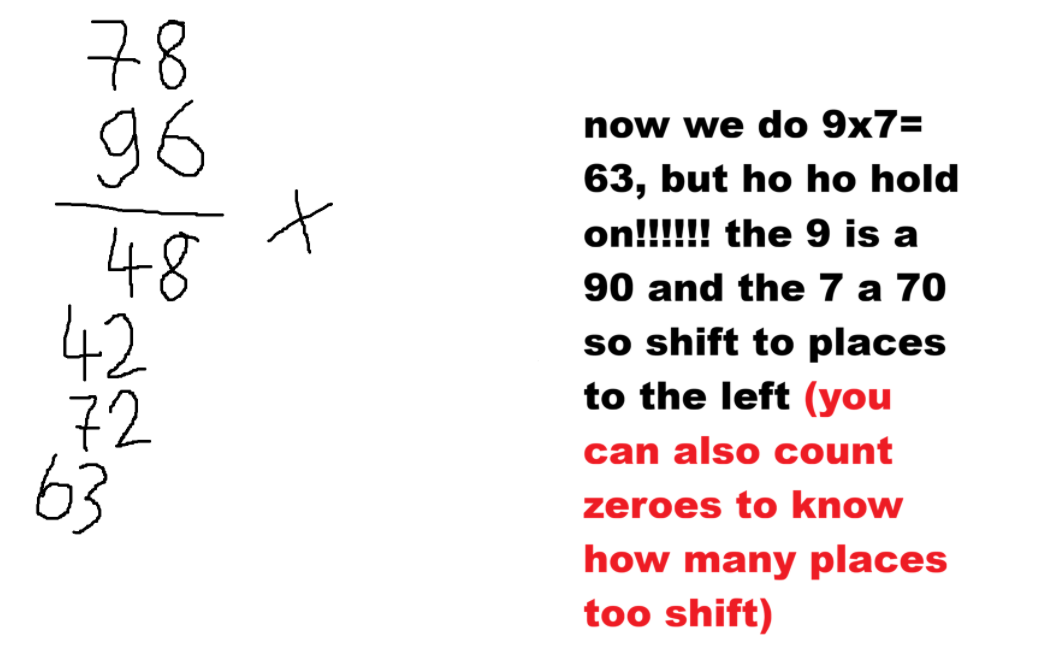 78
96
x
48
42
72
63
now we do 9x7=
63, but ho ho hold
on!!!!!! the 9 is a
90 and the 7 a 70
so shift to places
to the left (you
can also count
zeroes to know
how many places
too shift)